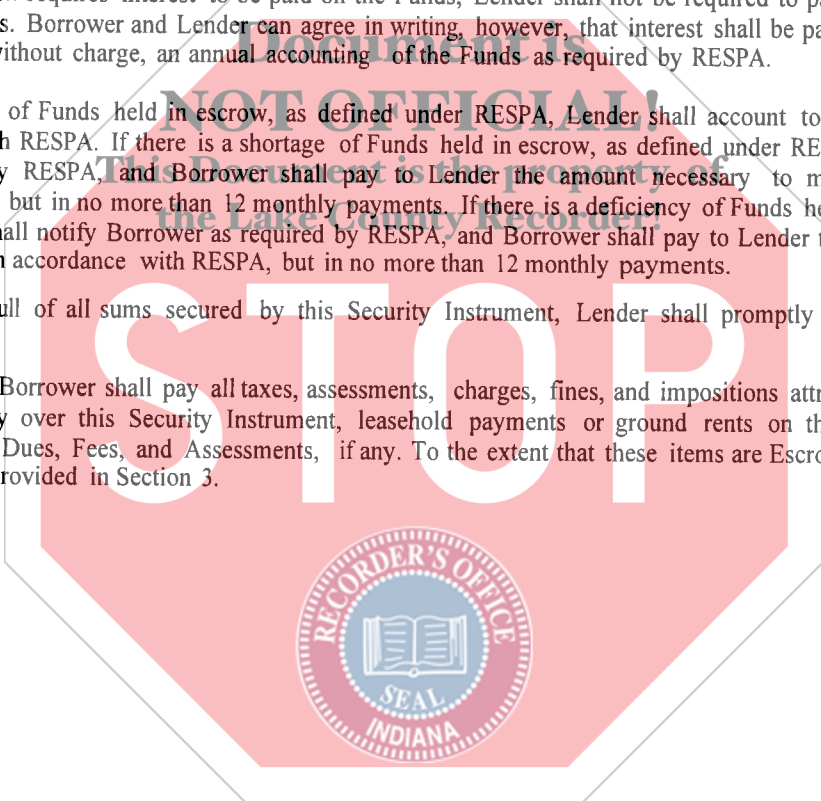 requires interest to be paid on the Funds, Lender shall not be required to
s. Borrower and Lender can agree in writing, however, that interest shall be pa
ithout charge, an annual accounting of the Funds as required by RESPA.
Document is
NOT OFFICIAL!
This Document is the property of
the Lake County Recorder!
of Funds held in escrow, as defined under RESPA, Lender shall account to
h RESPA. If there is a shortage of Funds held in escrow, as defined under RE
y RESPA, and Borrower shall pay to Lender the amount necessary to m
but in no more than 12 monthly payments. If there is a deficiency of Funds he
all notify Borrower as required by RESPA, and Borrower shall pay to Lender t
n accordance with RESPA, but in no more than 12 monthly payments.
ull of all sums secured by this Security Instrument, Lender shall promptly
STOP
Borrower shall pay all taxes, assessments, charges, fines, and impositions attr
y over this Security Instrument, leasehold payments or ground rents on th
Dues, Fees, and Assessments, if any. To the extent that these items are Escro
rovided in Section 3.
RECORDER'S OFFICE
SEAL
INDIANA